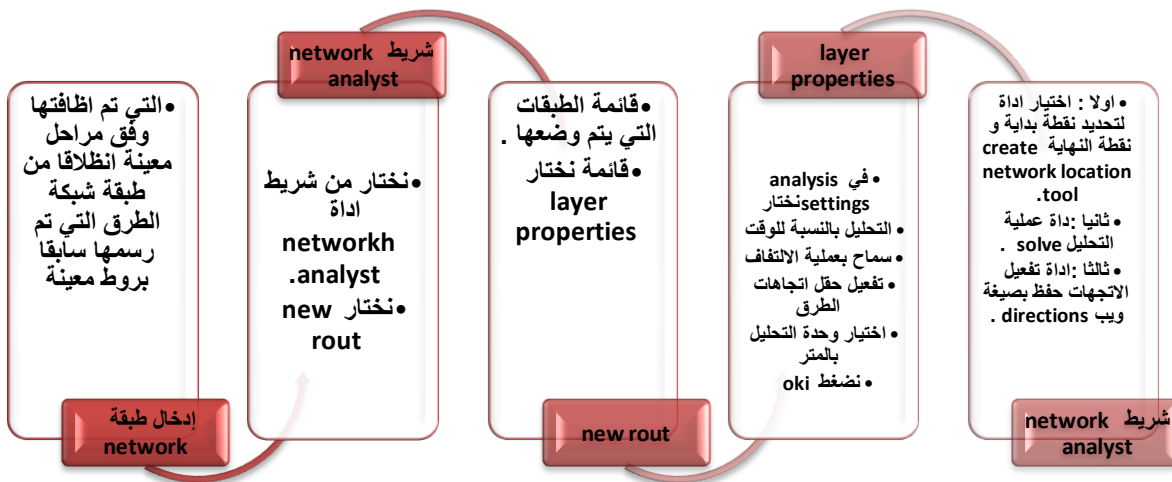 • التي تم اظافتها
وفق مراحل
معينة انظلاقا من
طبقة شبكة
الطرق التي تم
رسمها سابقا
بروط معينة
إدخال طبقة
network
شريط network
analyst
• نختار من شريط
اداة
networkh
analyst.
• نختار new
rout
• قائمة الطبقات
التي يتم وضعها .
• قائمة نختار
layer
properties
new rout
layer
properties
• في analysis
settingsنختار
• التحليل بالنسبة للوقت
• سماح بعملية الالتفاف
• تفعيل حقل اتجاهات
الطرق
• اختيار وحدة التحليل
بالمتر
• نضغط oki
• اولا : اختيار اداة
لتحديد نقطة بداية و
نقطة النهاية create
network location
tool.
• ثانيا :داة عملية
التحليل solve .
• ثالثا :اداة تفعيل
الاتجهات حفظ بصيغة
ويب directions .
شريط network
analyst